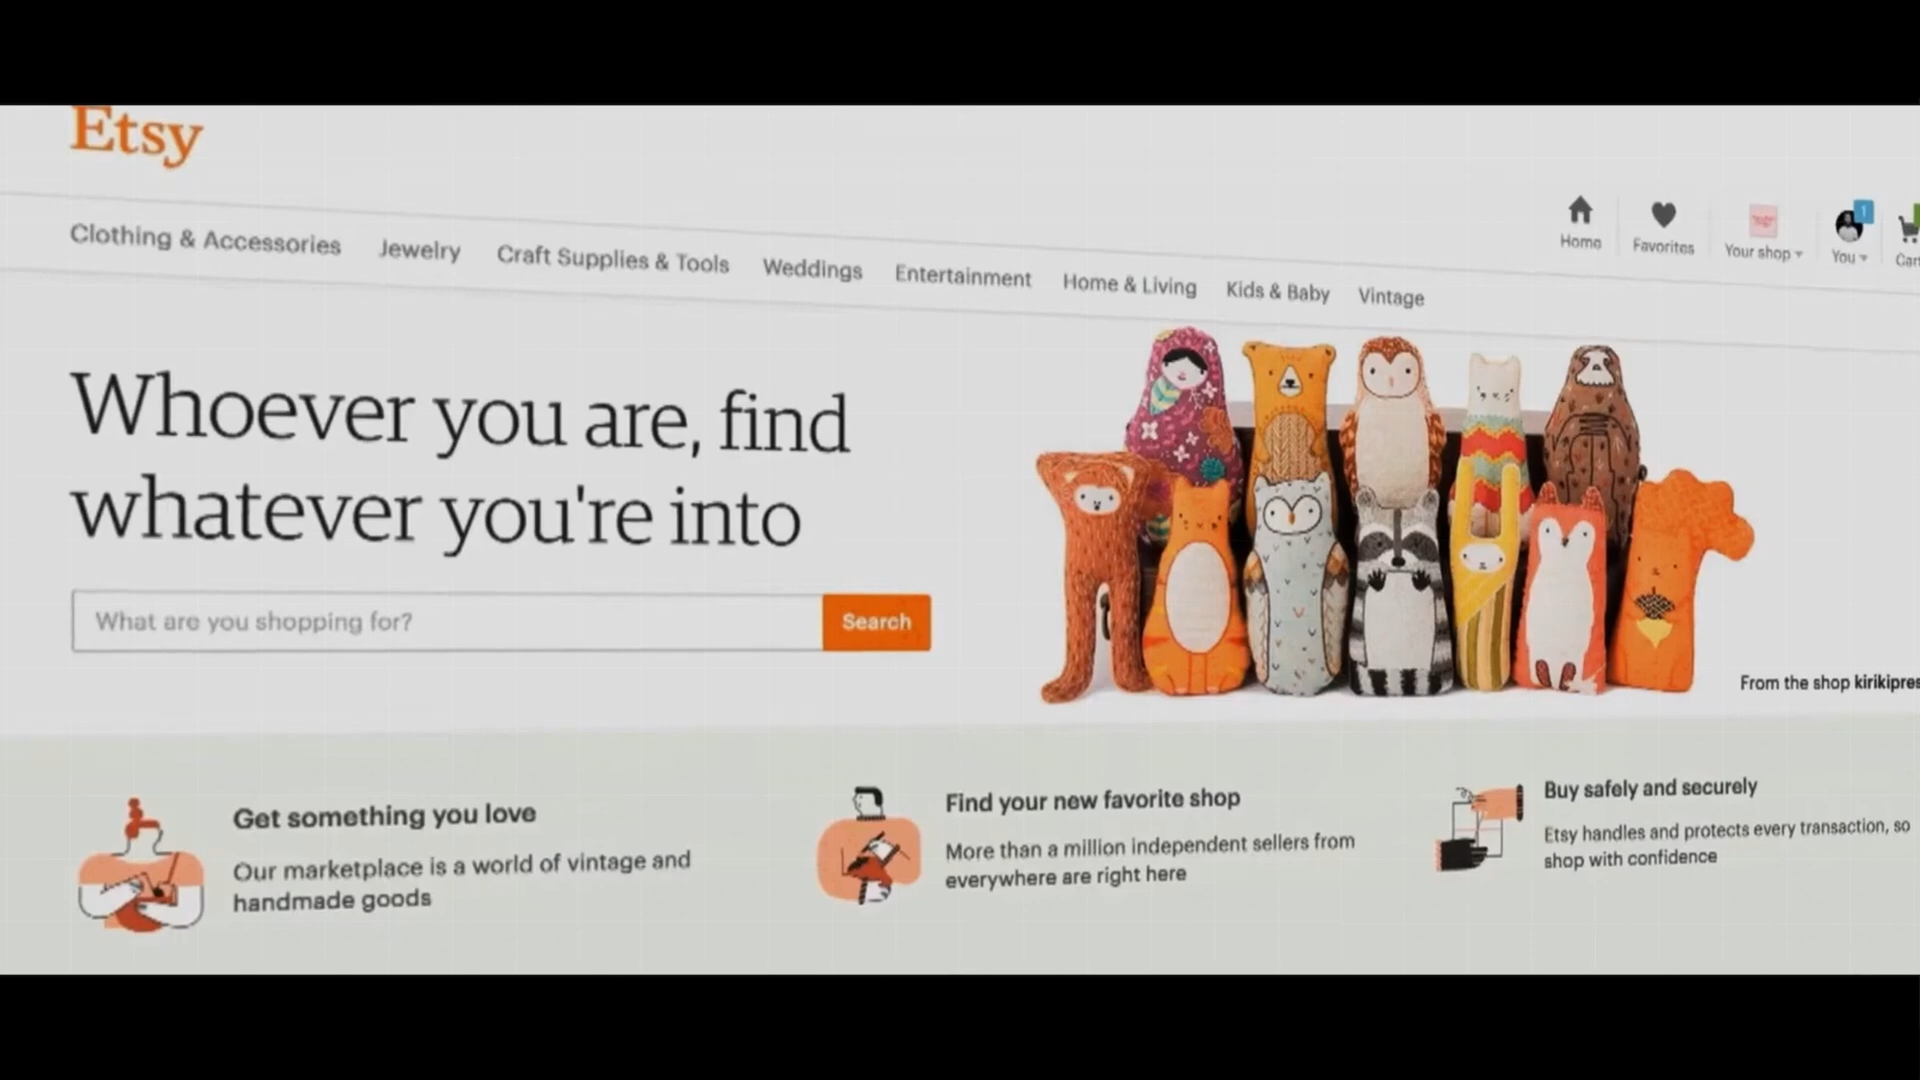 Etsy
Home
Favorites
Your shop
You
1
Clothing & Accessories
Jewelry
Craft Supplies & Tools
Weddings
Entertainment
Home & Living
Kids & Baby
Vintage
Whoever you are, find
whatever you're into
What are you shopping for?
Search
From the shop
Get something you love
Our marketplace is a world of vintage and
handmade goods
Find your new favorite shop
More than a million independent sellers from
everywhere are right here
Buy safely and securely
Etsy handles and protects every transaction, so
shop with confidence